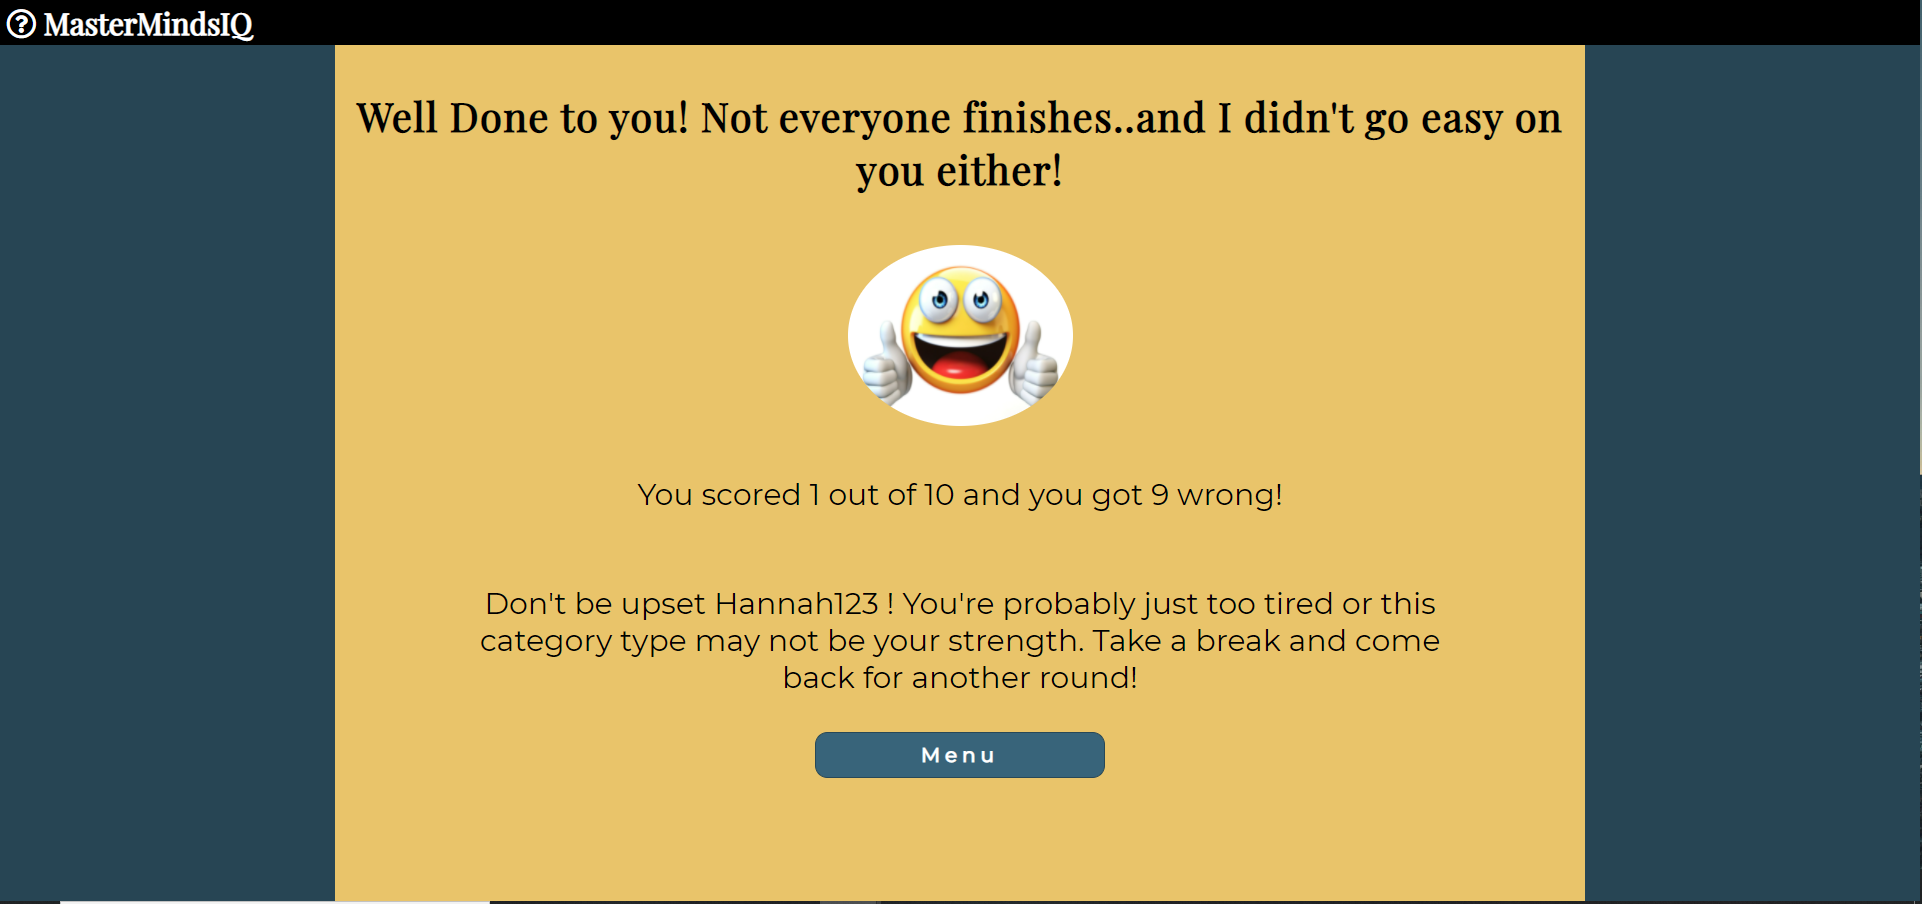 MasterMindsIQ
Well Done to you! Not everyone finishes..and I didn't go easy on
you either!
You scored 1 out of 10 and you got 9 wrong!
Don't be upset Hannah123 ! You're probably just too tired or this
category type may not be your strength. Take a break and come
back for another round!
Menu